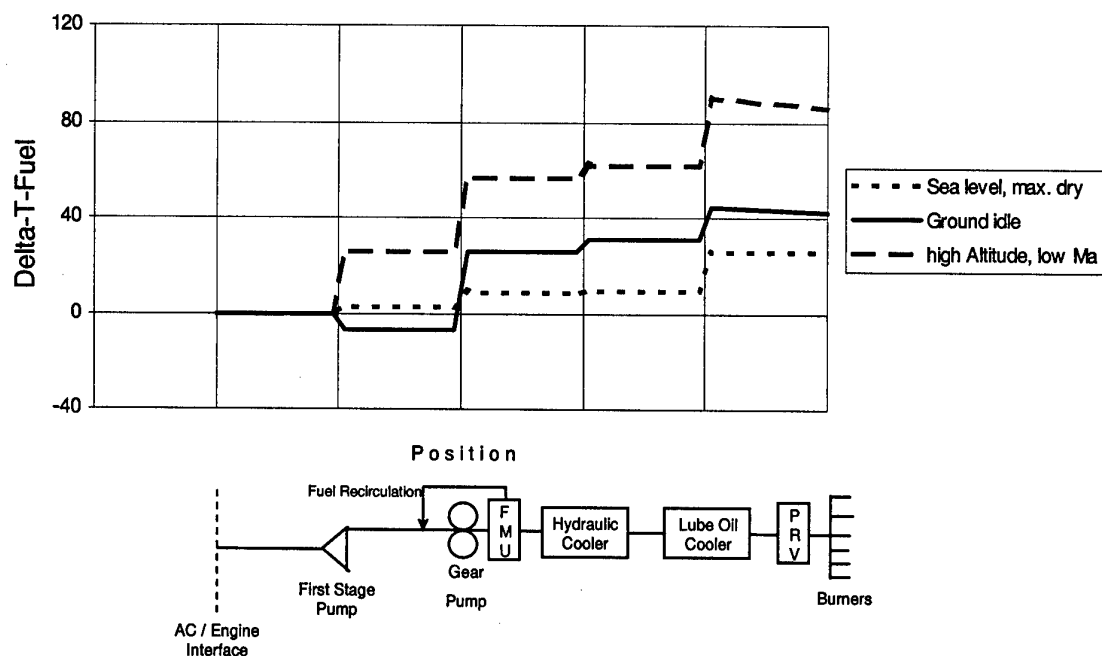 120
80
40
0
-40
Delta-T-Fuel
Sea level, max. dry
Ground idle
high Altitude, low Ma
Position
Fuel Recirculation
F
M
U
Hydraulic
Cooler
Lube Oil
Cooler
P
R
V
Gear
Pump
First Stage
Pump
Burners
AC / Engine
Interface